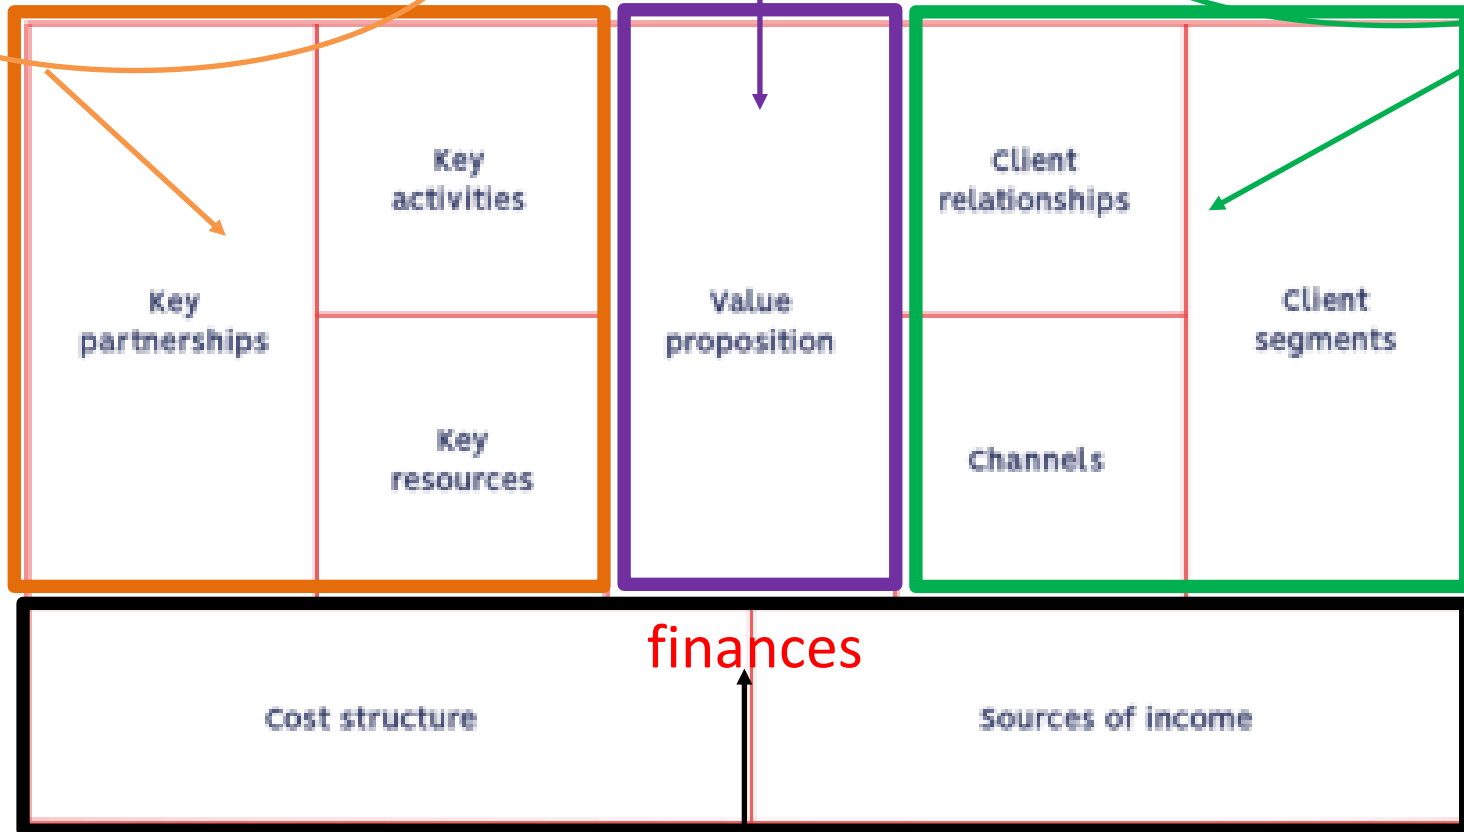 Key
partnerships
Key
activities
Key
resources
Value
proposition
Client
relationships
Channels
Client
segments
finances
Cost structure
Sources of income